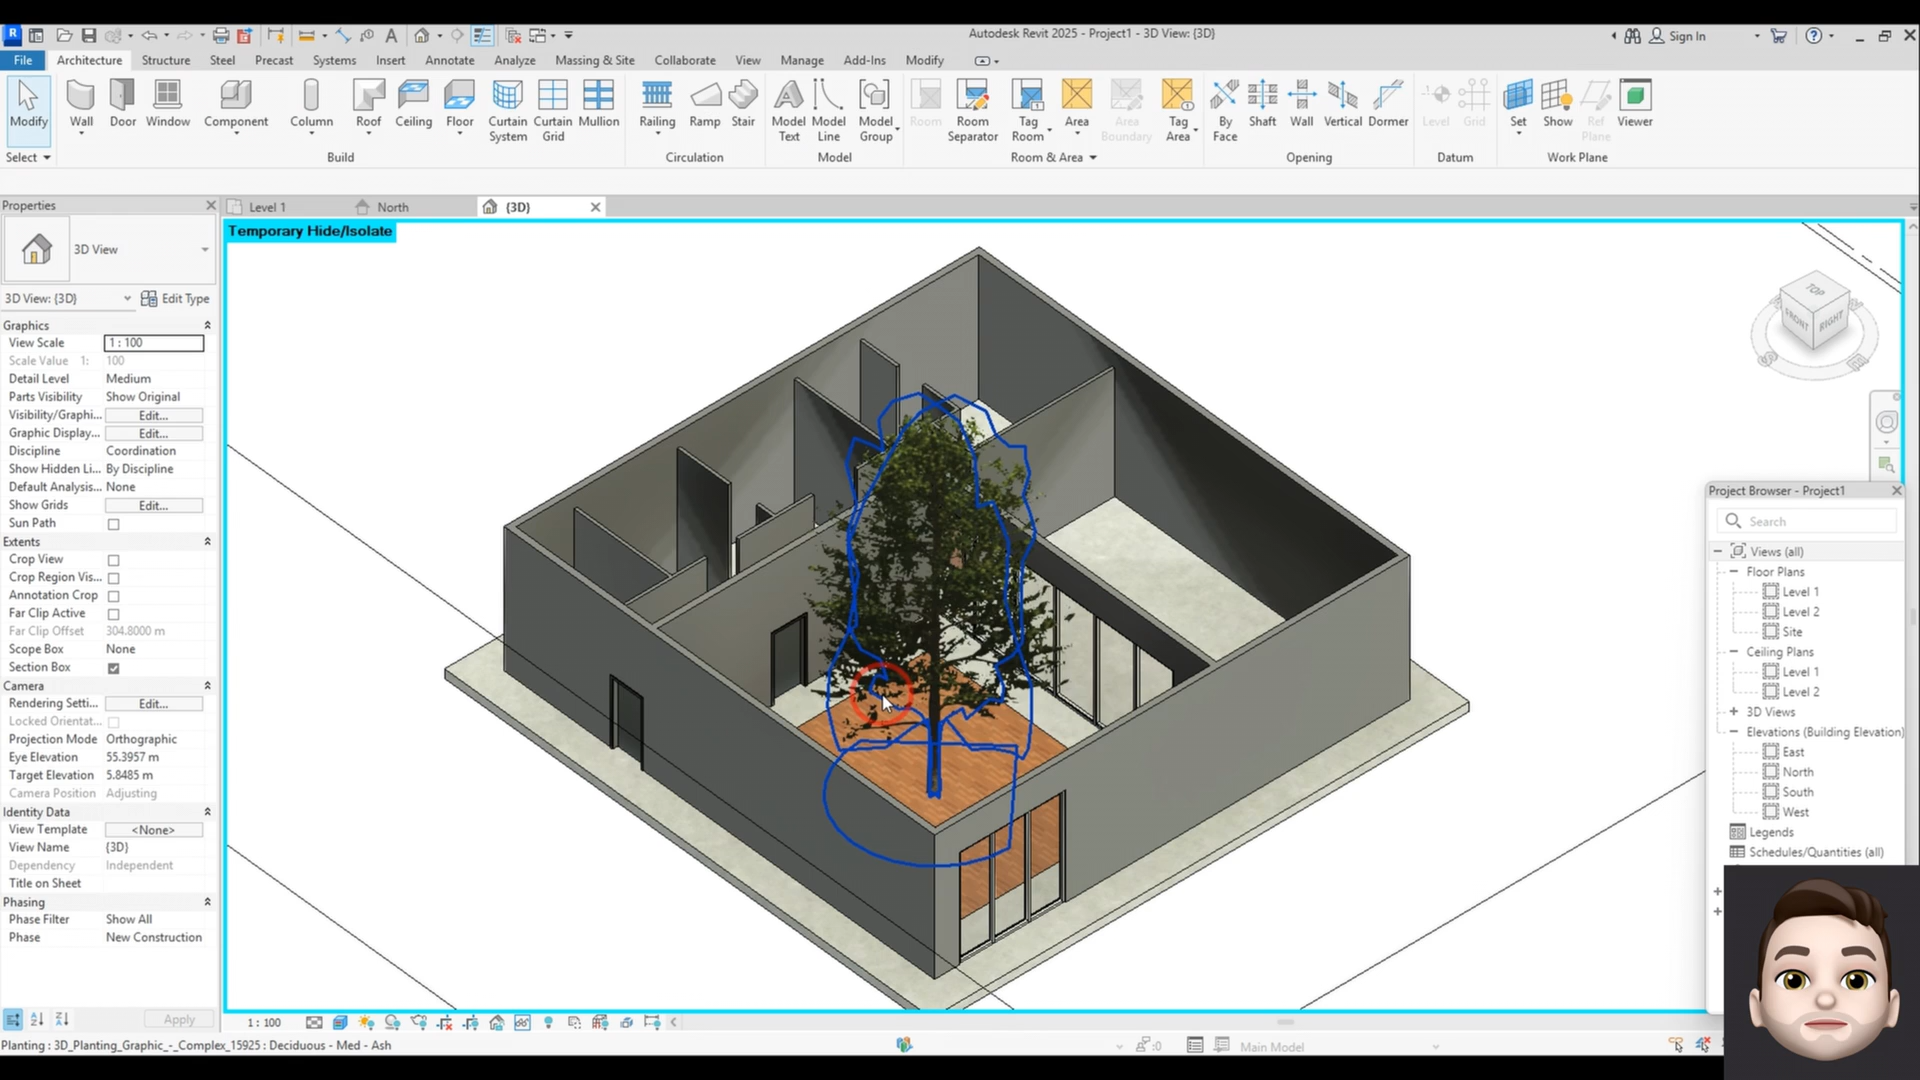 Autodesk Revit 2025 - Project1 - 3D View: {3D}
Sign In
File
Architecture
Structure
Steel
Precast
Systems
Insert
Annotate
Analyze
Massing & Site
Collaborate
View
Manage
Add-Ins
Modify
Modify
Wall
Door
Window
Component
Column
Roof
Ceiling
Floor
Curtain System
Curtain Grid
Mullion
Railing
Ramp
Stair
Model Text
Model Line
Model Group
Room
Room Separator
Tag Room
Area
Area Boundary
Tag Area
By Face
Shaft
Wall
Vertical
Dormer
Level
Grid
Set
Show
Ref Plane
Viewer
Select
Build
Circulation
Model
Room & Area
Opening
Datum
Work Plane
Properties
Level 1
North
{3D}
Temporary Hide/Isolate
3D View
3D View: {3D}
Edit Type
Graphics
View Scale 1 : 100
Scale Value 1: 100
Detail Level Medium
Parts Visibility Show Original
Visibility/Graphi... Edit...
Graphic Display... Edit...
Discipline Coordination
Show Hidden Li... By Discipline
Default Analysis... None
Show Grids Edit...
Sun Path
Extents
Crop View
Crop Region Vis...
Annotation Crop
Far Clip Active
Far Clip Offset 304.8000 m
Scope Box None
Section Box
Camera
Rendering Setti... Edit...
Locked Orientat...
Projection Mode Orthographic
Eye Elevation 55.3957 m
Target Elevation 5.8485 m
Camera Position Adjusting
Identity Data
View Template <None>
View Name {3D}
Dependency Independent
Title on Sheet
Phasing
Phase Filter Show All
Phase New Construction
Apply
TOP
FRONT
RIGHT
Project Browser - Project1
Search
Views (all)
Floor Plans
Level 1
Level 2
Site
Ceiling Plans
Level 1
Level 2
3D Views
Elevations (Building Elevation)
East
North
South
West
Legends
Schedules/Quantities (all)
1 : 100
Planting : 3D_Planting_Graphic_-_Complex_15925 : Deciduous - Med - Ash
:0
Main Model